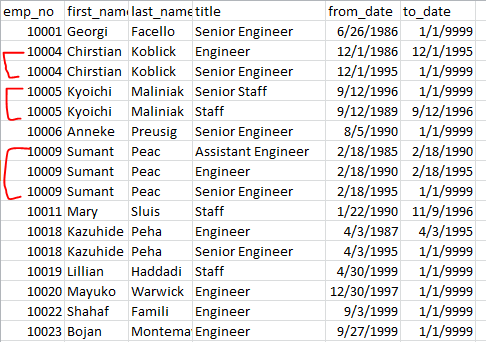 emp_no first_name last_name title from_date to_date
10001 Georgi Facello Senior Engineer 6/26/1986 1/1/9999
10004 Chirstian Koblick Engineer 12/1/1986 12/1/1995
10004 Chirstian Koblick Senior Engineer 12/1/1995 1/1/9999
10005 Kyoichi Maliniak Senior Staff 9/12/1996 1/1/9999
10005 Kyoichi Maliniak Staff 9/12/1989 9/12/1996
10006 Anneke Preusig Senior Engineer 8/5/1990 1/1/9999
10009 Sumant Peac Assistant Engineer 2/18/1985 2/18/1990
10009 Sumant Peac Engineer 2/18/1990 2/18/1995
10009 Sumant Peac Senior Engineer 2/18/1995 1/1/9999
10011 Mary Sluis Staff 1/22/1990 11/9/1996
10018 Kazuhide Peha Engineer 4/3/1987 4/3/1995
10018 Kazuhide Peha Senior Engineer 4/3/1995 1/1/9999
10019 Lillian Haddadi Staff 4/30/1999 1/1/9999
10020 Mayuko Warwick Engineer 12/30/1997 1/1/9999
10022 Shahaf Famili Engineer 9/3/1999 1/1/9999
10023 Bojan Montema Engineer 9/27/1999 1/1/9999